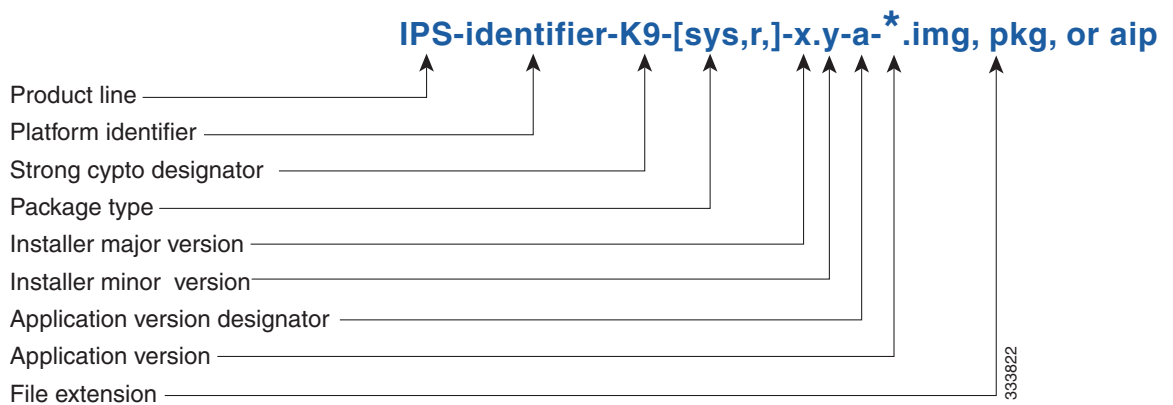 IPS-identifier-K9-[sys,r,]-x.y-a-*.img, pkg, or aip
Product line
Platform identifier
Strong cypto designator
Package type
Installer major version
Installer minor version
Application version designator
Application version
File extension
333822